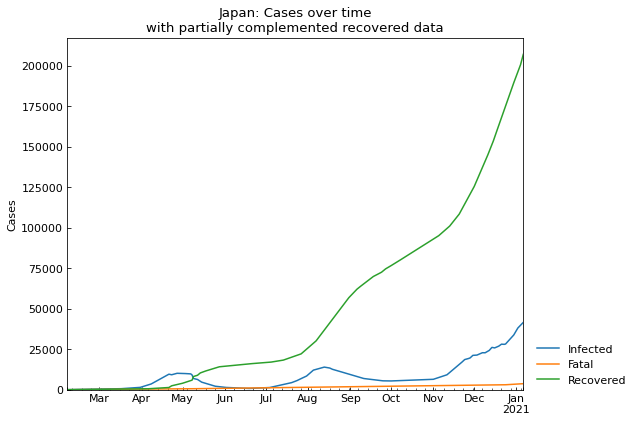 Japan: Cases over time
with partially complemented recovered data
200000
175000
150000
125000
100000
75000
50000
25000
0
Cases
Mar Apr May Jun Jul Aug Sep Oct Nov Dec Jan
2021
Infected
Fatal
Recovered